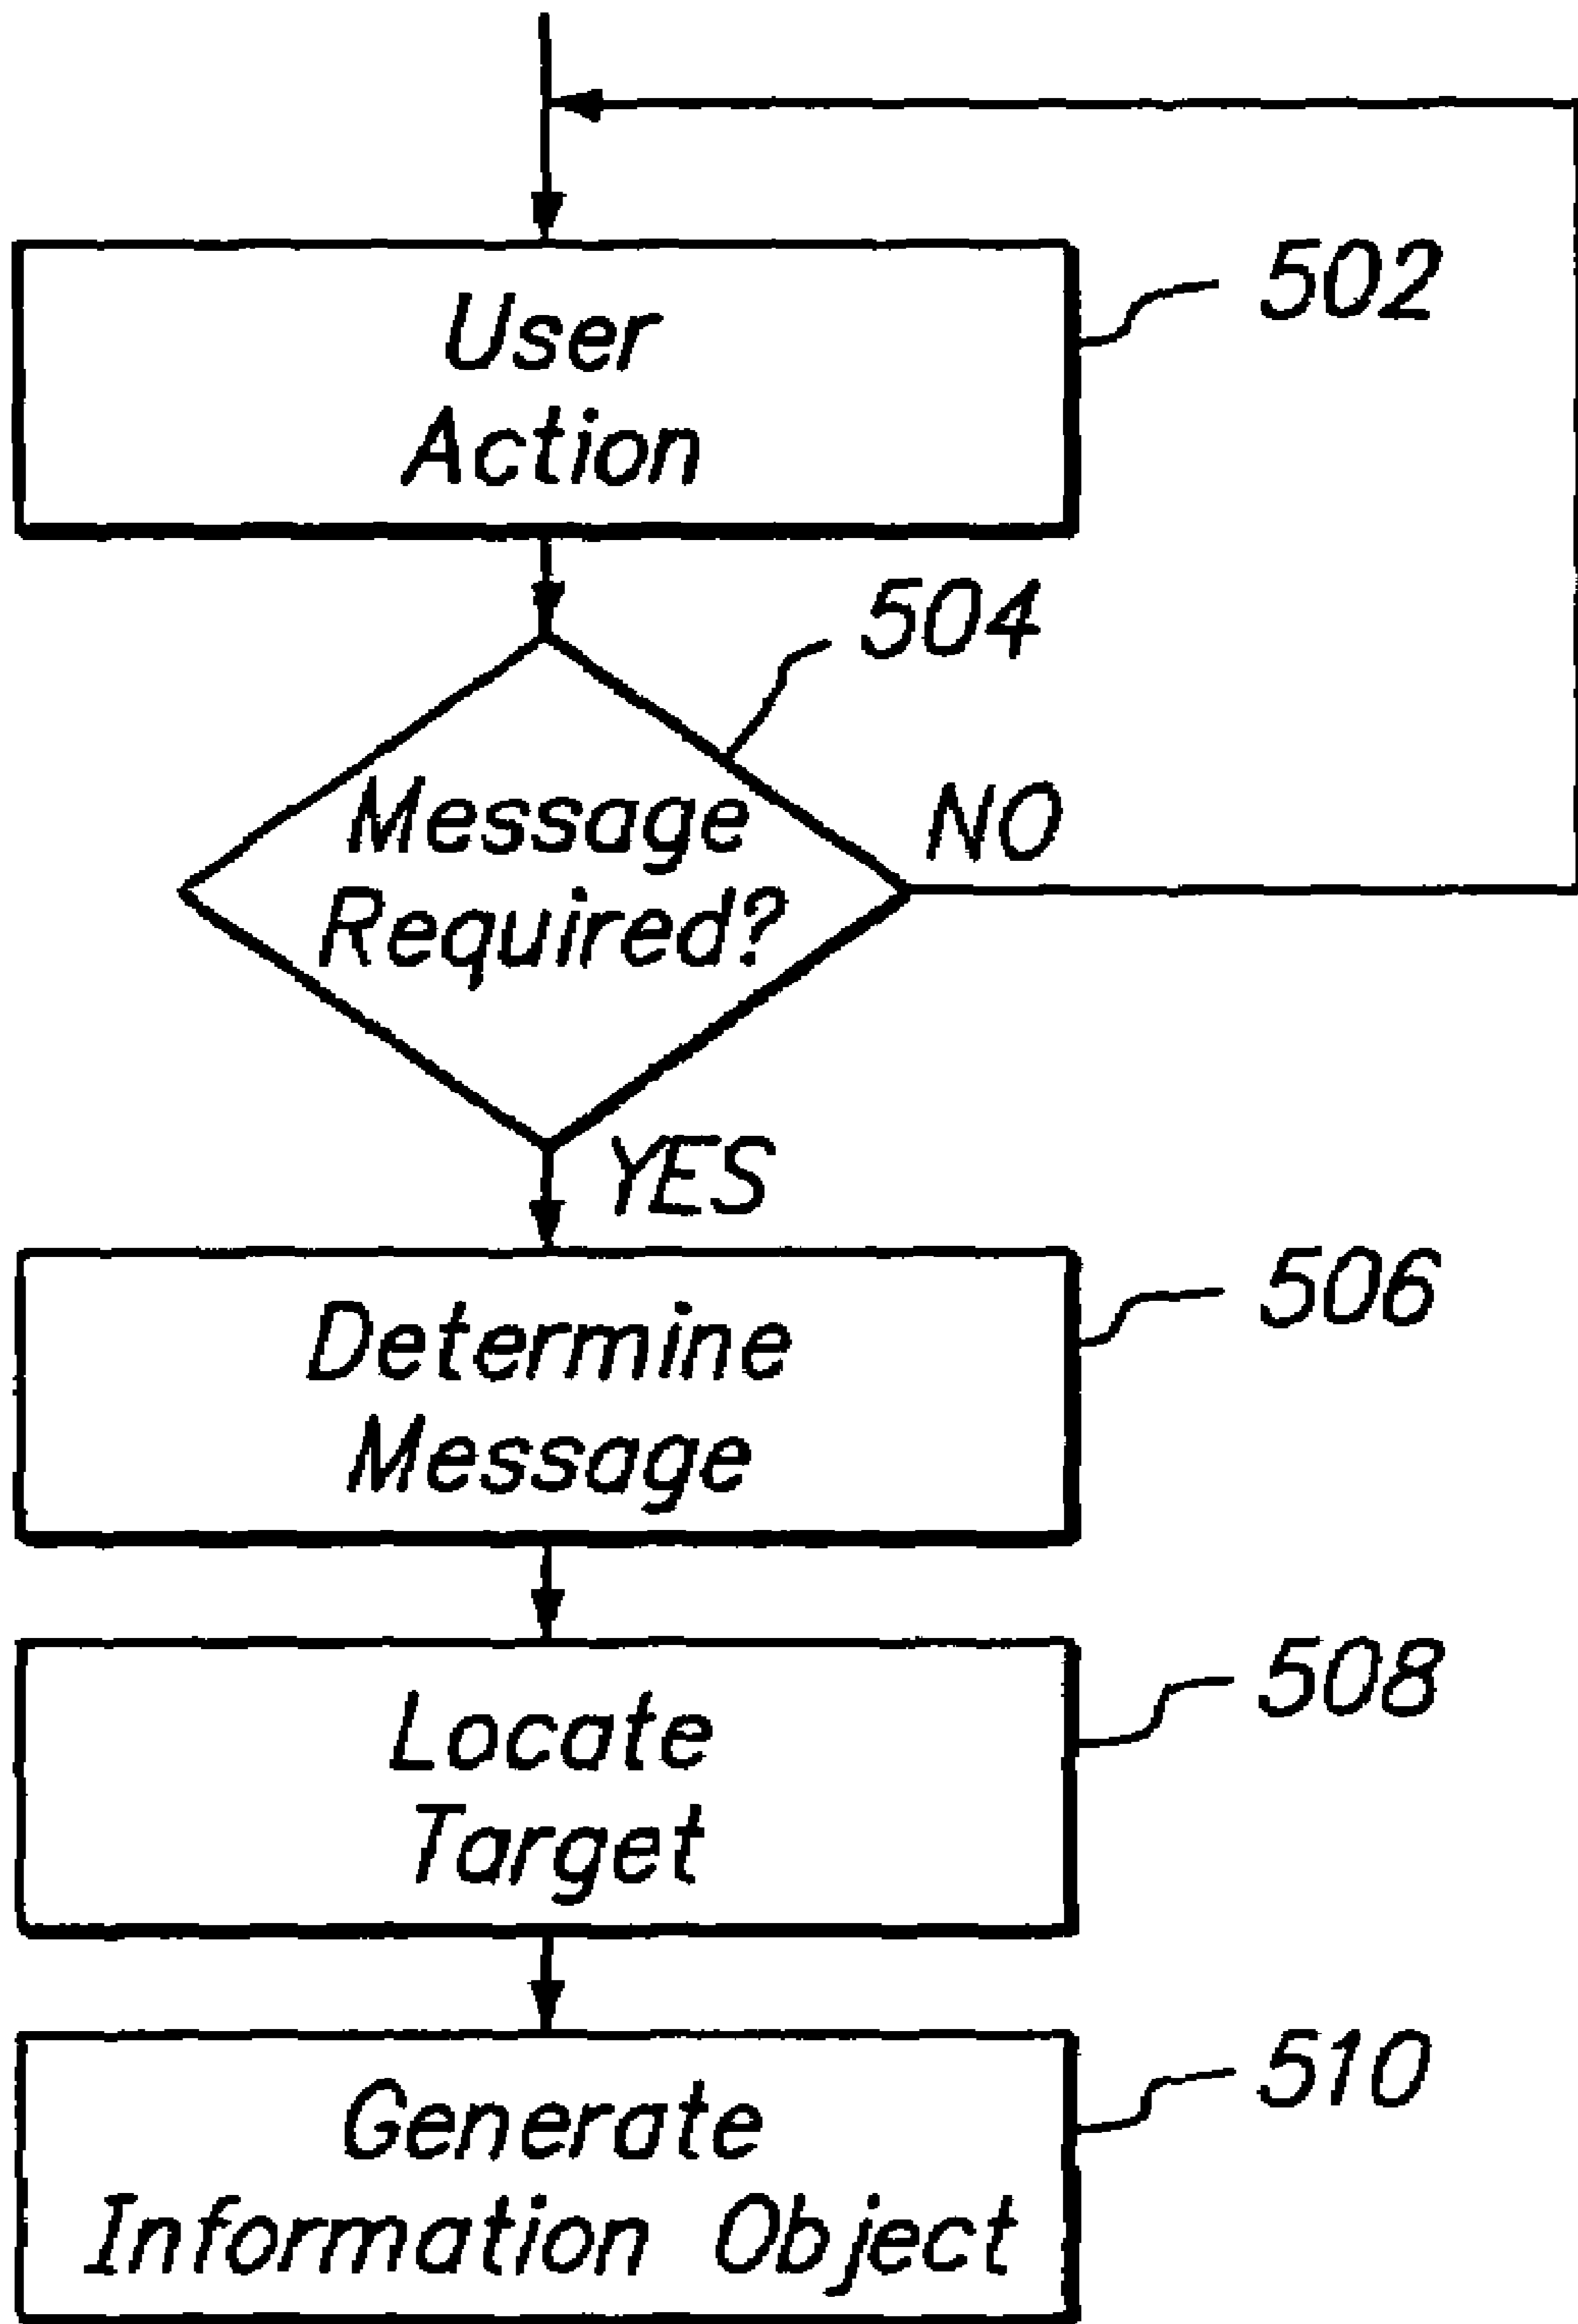 User
Action
502
504
Message
Required?
NO
YES
Determine
Message
506
Locate
Target
508
Generate
Information Object
510